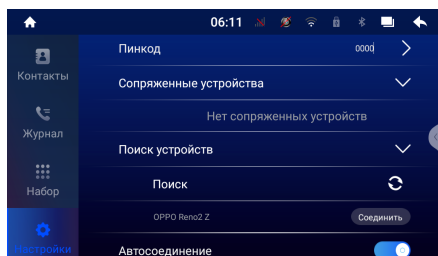 06:11
Контакты
Пинкод 0000
Сопряженные устройства
Нет сопряженных устройств
Журнал
Поиск устройств
Набор
Поиск
OPPO Reno2 Z Соединить
Настройки
Автосоединение